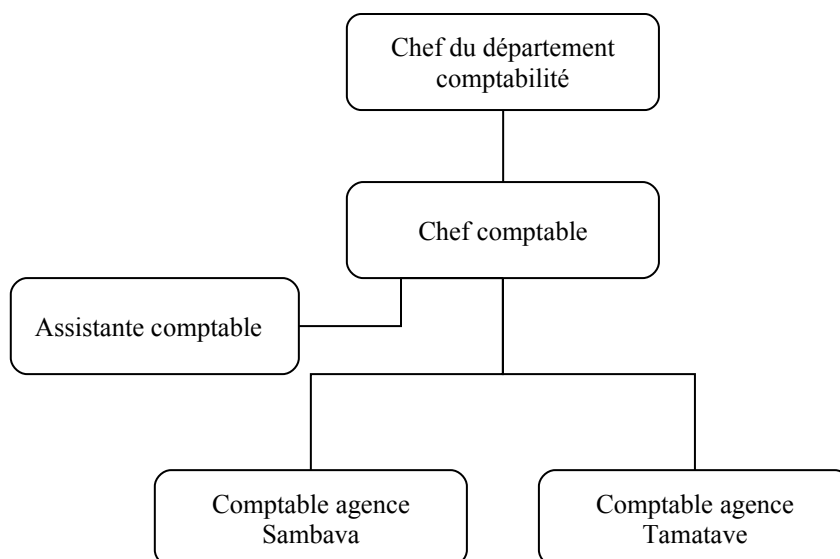 Chef du département
comptabilité
Chef comptable
Assistante comptable
Comptable agence
Sambava
Comptable agence
Tamatave